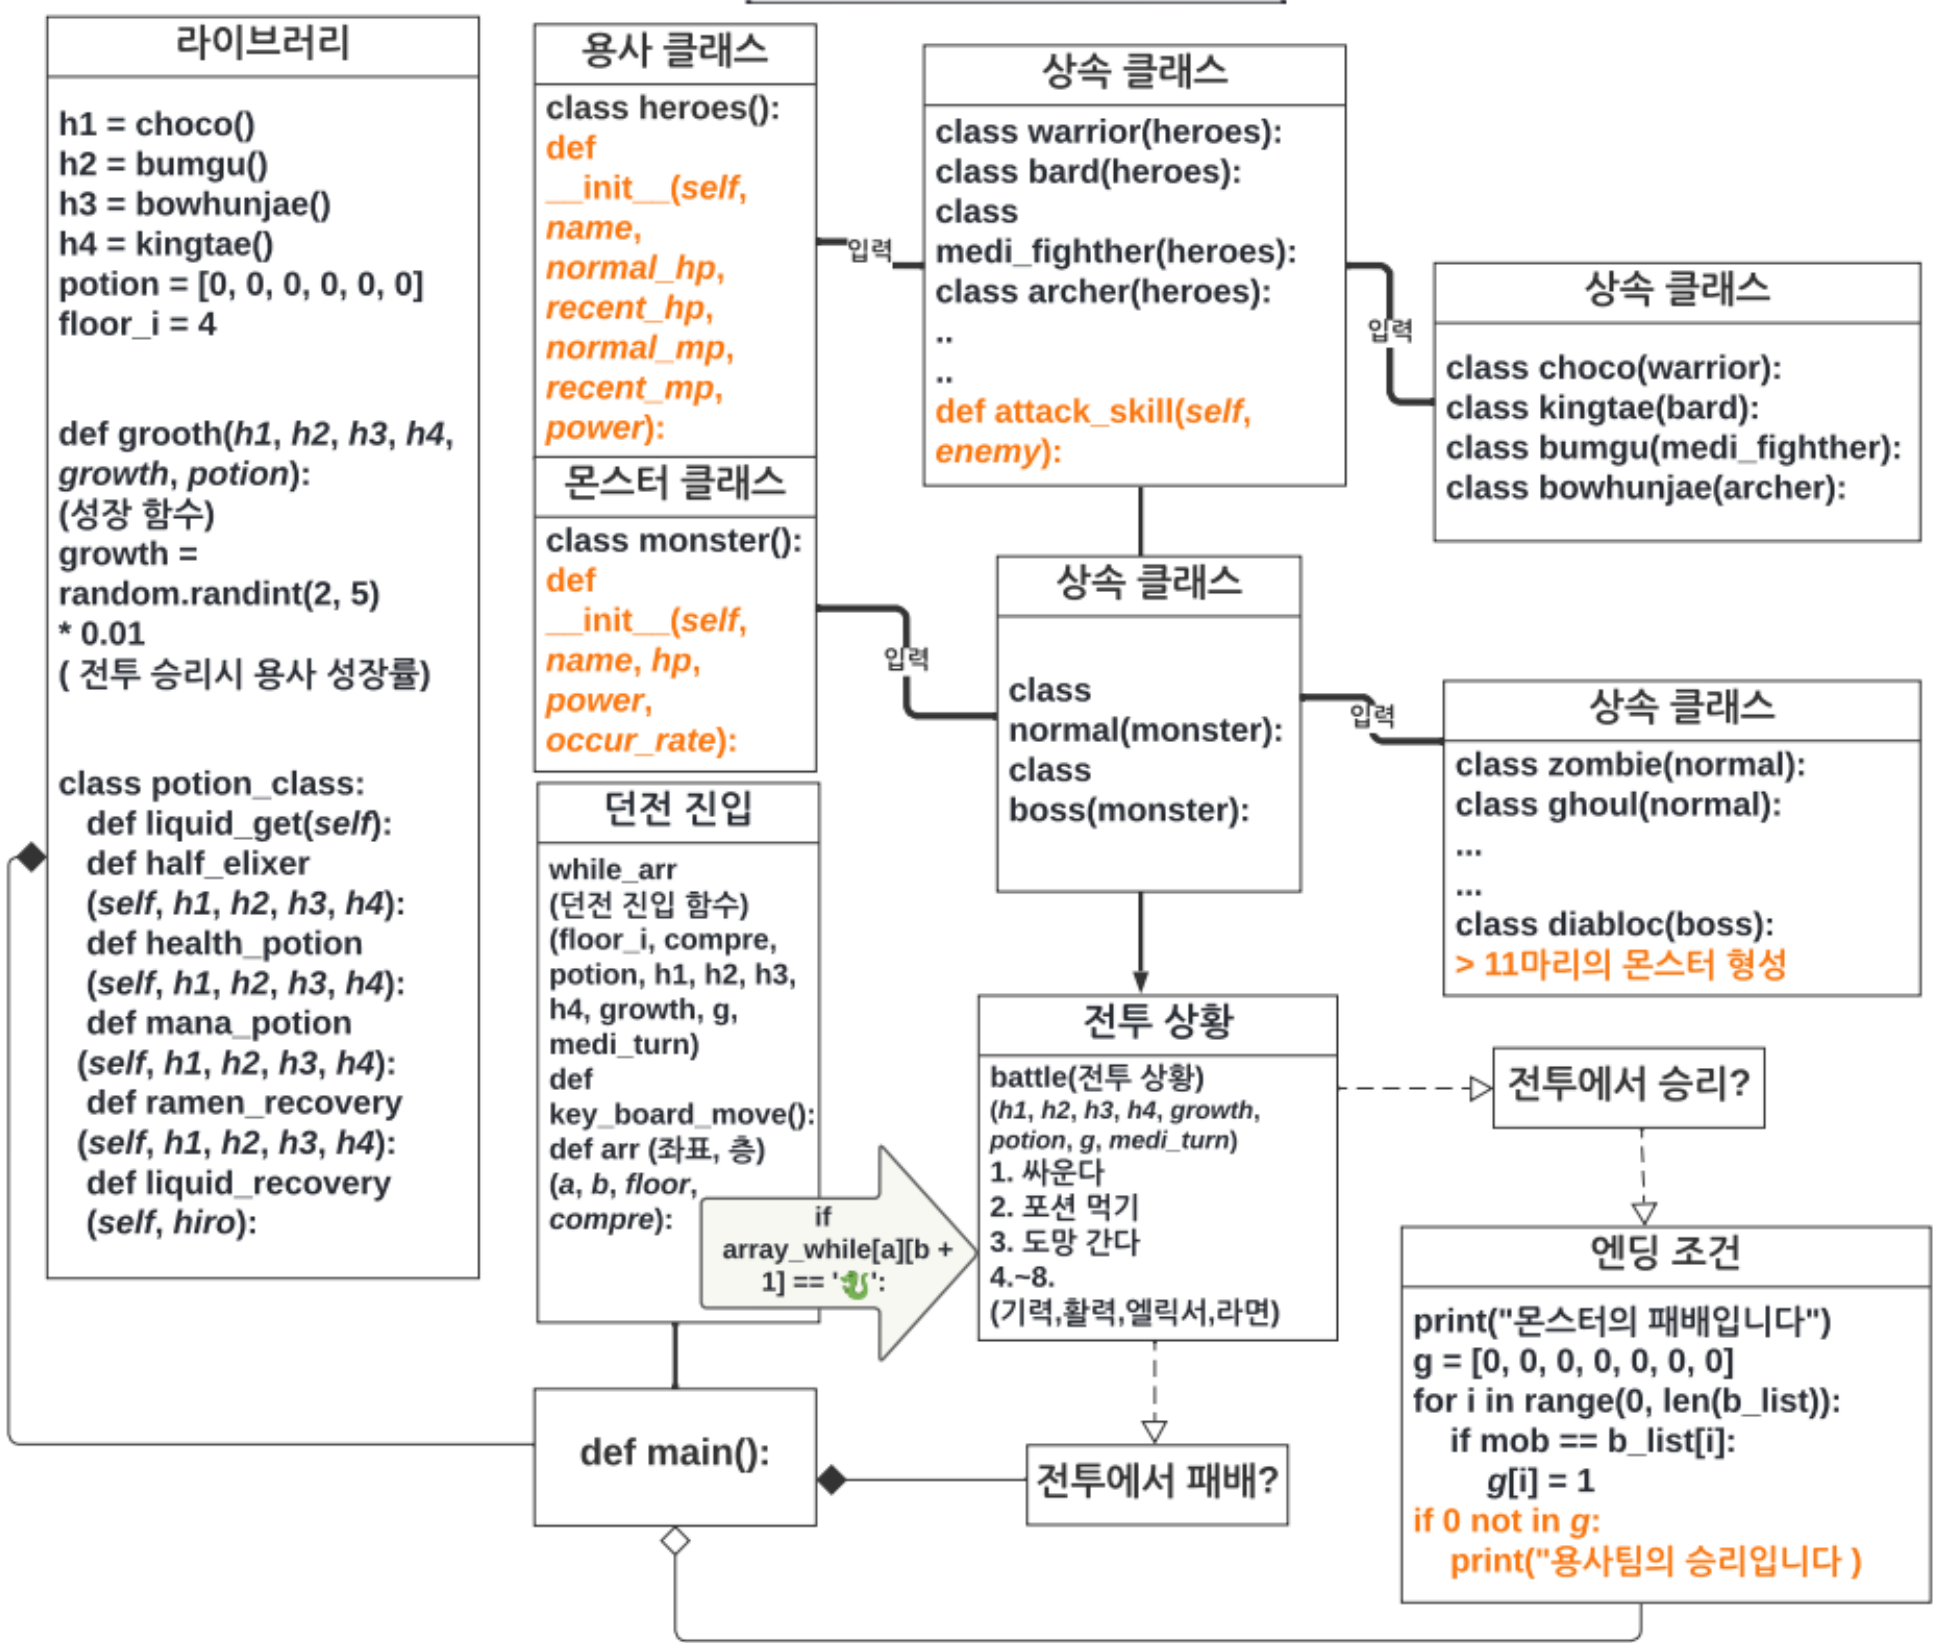 라이브러리
h1 = choco()
h2 = bumgu()
h3 = bowhunjae()
h4 = kingtae()
potion = [0, 0, 0, 0, 0, 0]
floor_i = 4
def grooth(h1, h2, h3, h4,
growth, potion):
(성장 함수)
growth =
random.randint(2, 5)
* 0.01
( 전투 승리시 용사 성장률)
class potion_class:
def liquid_get(self):
def half_elixer
(self, h1, h2, h3, h4):
def health_potion
(self, h1, h2, h3, h4):
def mana_potion
(self, h1, h2, h3, h4):
def ramen_recovery
(self, h1, h2, h3, h4):
def liquid_recovery
(self, hiro):
용사 클래스
class heroes():
def
__init__(self,
name,
normal_hp,
recent_hp,
normal_mp,
recent_mp,
power):
몬스터 클래스
class monster():
def
__init__(self,
name, hp,
power,
occur_rate):
던전 진입
while_arr
(던전 진입 함수)
(floor_i, compre,
potion, h1, h2, h3,
h4, growth, g,
medi_turn)
def
key_board_move():
def arr (좌표, 층)
(a, b, floor,
compre):
if
array_while[a][b +
1] == '🐉':
def main():
입력
상속 클래스
class warrior(heroes):
class bard(heroes):
class
medi_fighther(heroes):
class archer(heroes):
..
..
def attack_skill(self,
enemy):
입력
상속 클래스
class choco(warrior):
class kingtae(bard):
class bumgu(medi_fighther):
class bowhunjae(archer):
입력
상속 클래스
class
normal(monster):
class
boss(monster):
입력
상속 클래스
class zombie(normal):
class ghoul(normal):
...
...
class diabloc(boss):
> 11마리의 몬스터 형성
전투 상황
battle(전투 상황)
(h1, h2, h3, h4, growth,
potion, g, medi_turn)
1. 싸운다
2. 포션 먹기
3. 도망 간다
4.~8.
(기력,활력,엘릭서,라면)
전투에서 승리?
전투에서 패배?
엔딩 조건
print("몬스터의 패배입니다")
g = [0, 0, 0, 0, 0, 0, 0]
for i in range(0, len(b_list)):
if mob == b_list[i]:
g[i] = 1
if 0 not in g:
print("용사팀의 승리입니다 )